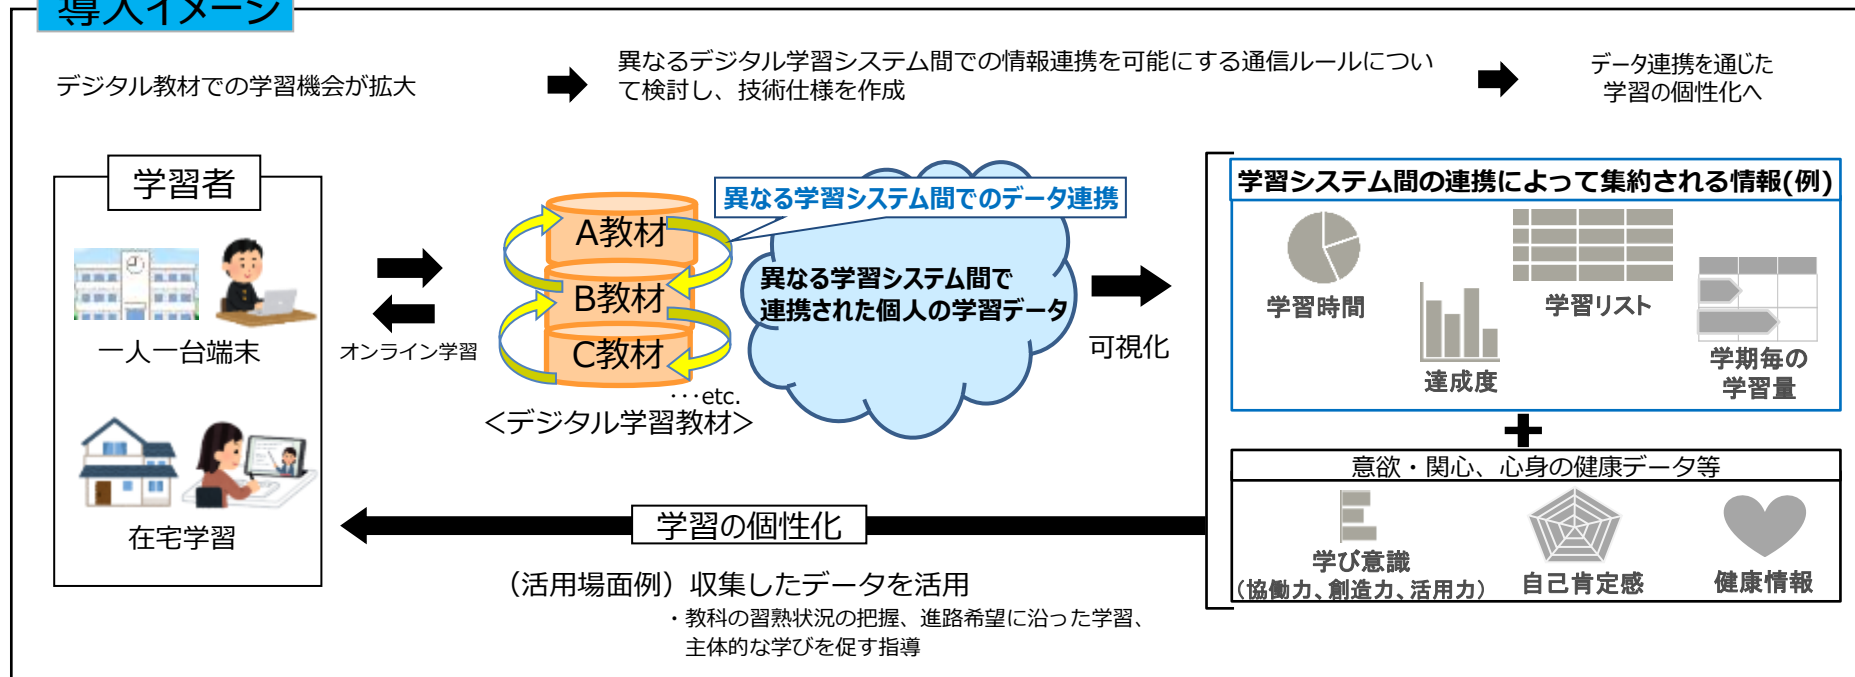 導入イメージ
デジタル教材での学習機会が拡大
異なるデジタル学習システム間での情報連携を可能にする通信ルールについ
て検討し、技術仕様を作成
データ連携を通じた
学習の個性化へ
学習者
一人一台端末
在宅学習
オンライン学習
A教材
B教材
C教材
･･･etc.
＜デジタル学習教材＞
異なる学習システム間でのデータ連携
異なる学習システム間で
連携された個人の学習データ
可視化
学習システム間の連携によって集約される情報(例)
学習時間
達成度
学習リスト
学期毎の
学習量
意欲・関心、心身の健康データ等
学び意識
(協働力、創造力、活用力)
自己肯定感
健康情報
学習の個性化
（活用場面例）収集したデータを活用
・教科の習熟状況の把握、進路希望に沿った学習、
主体的な学びを促す指導